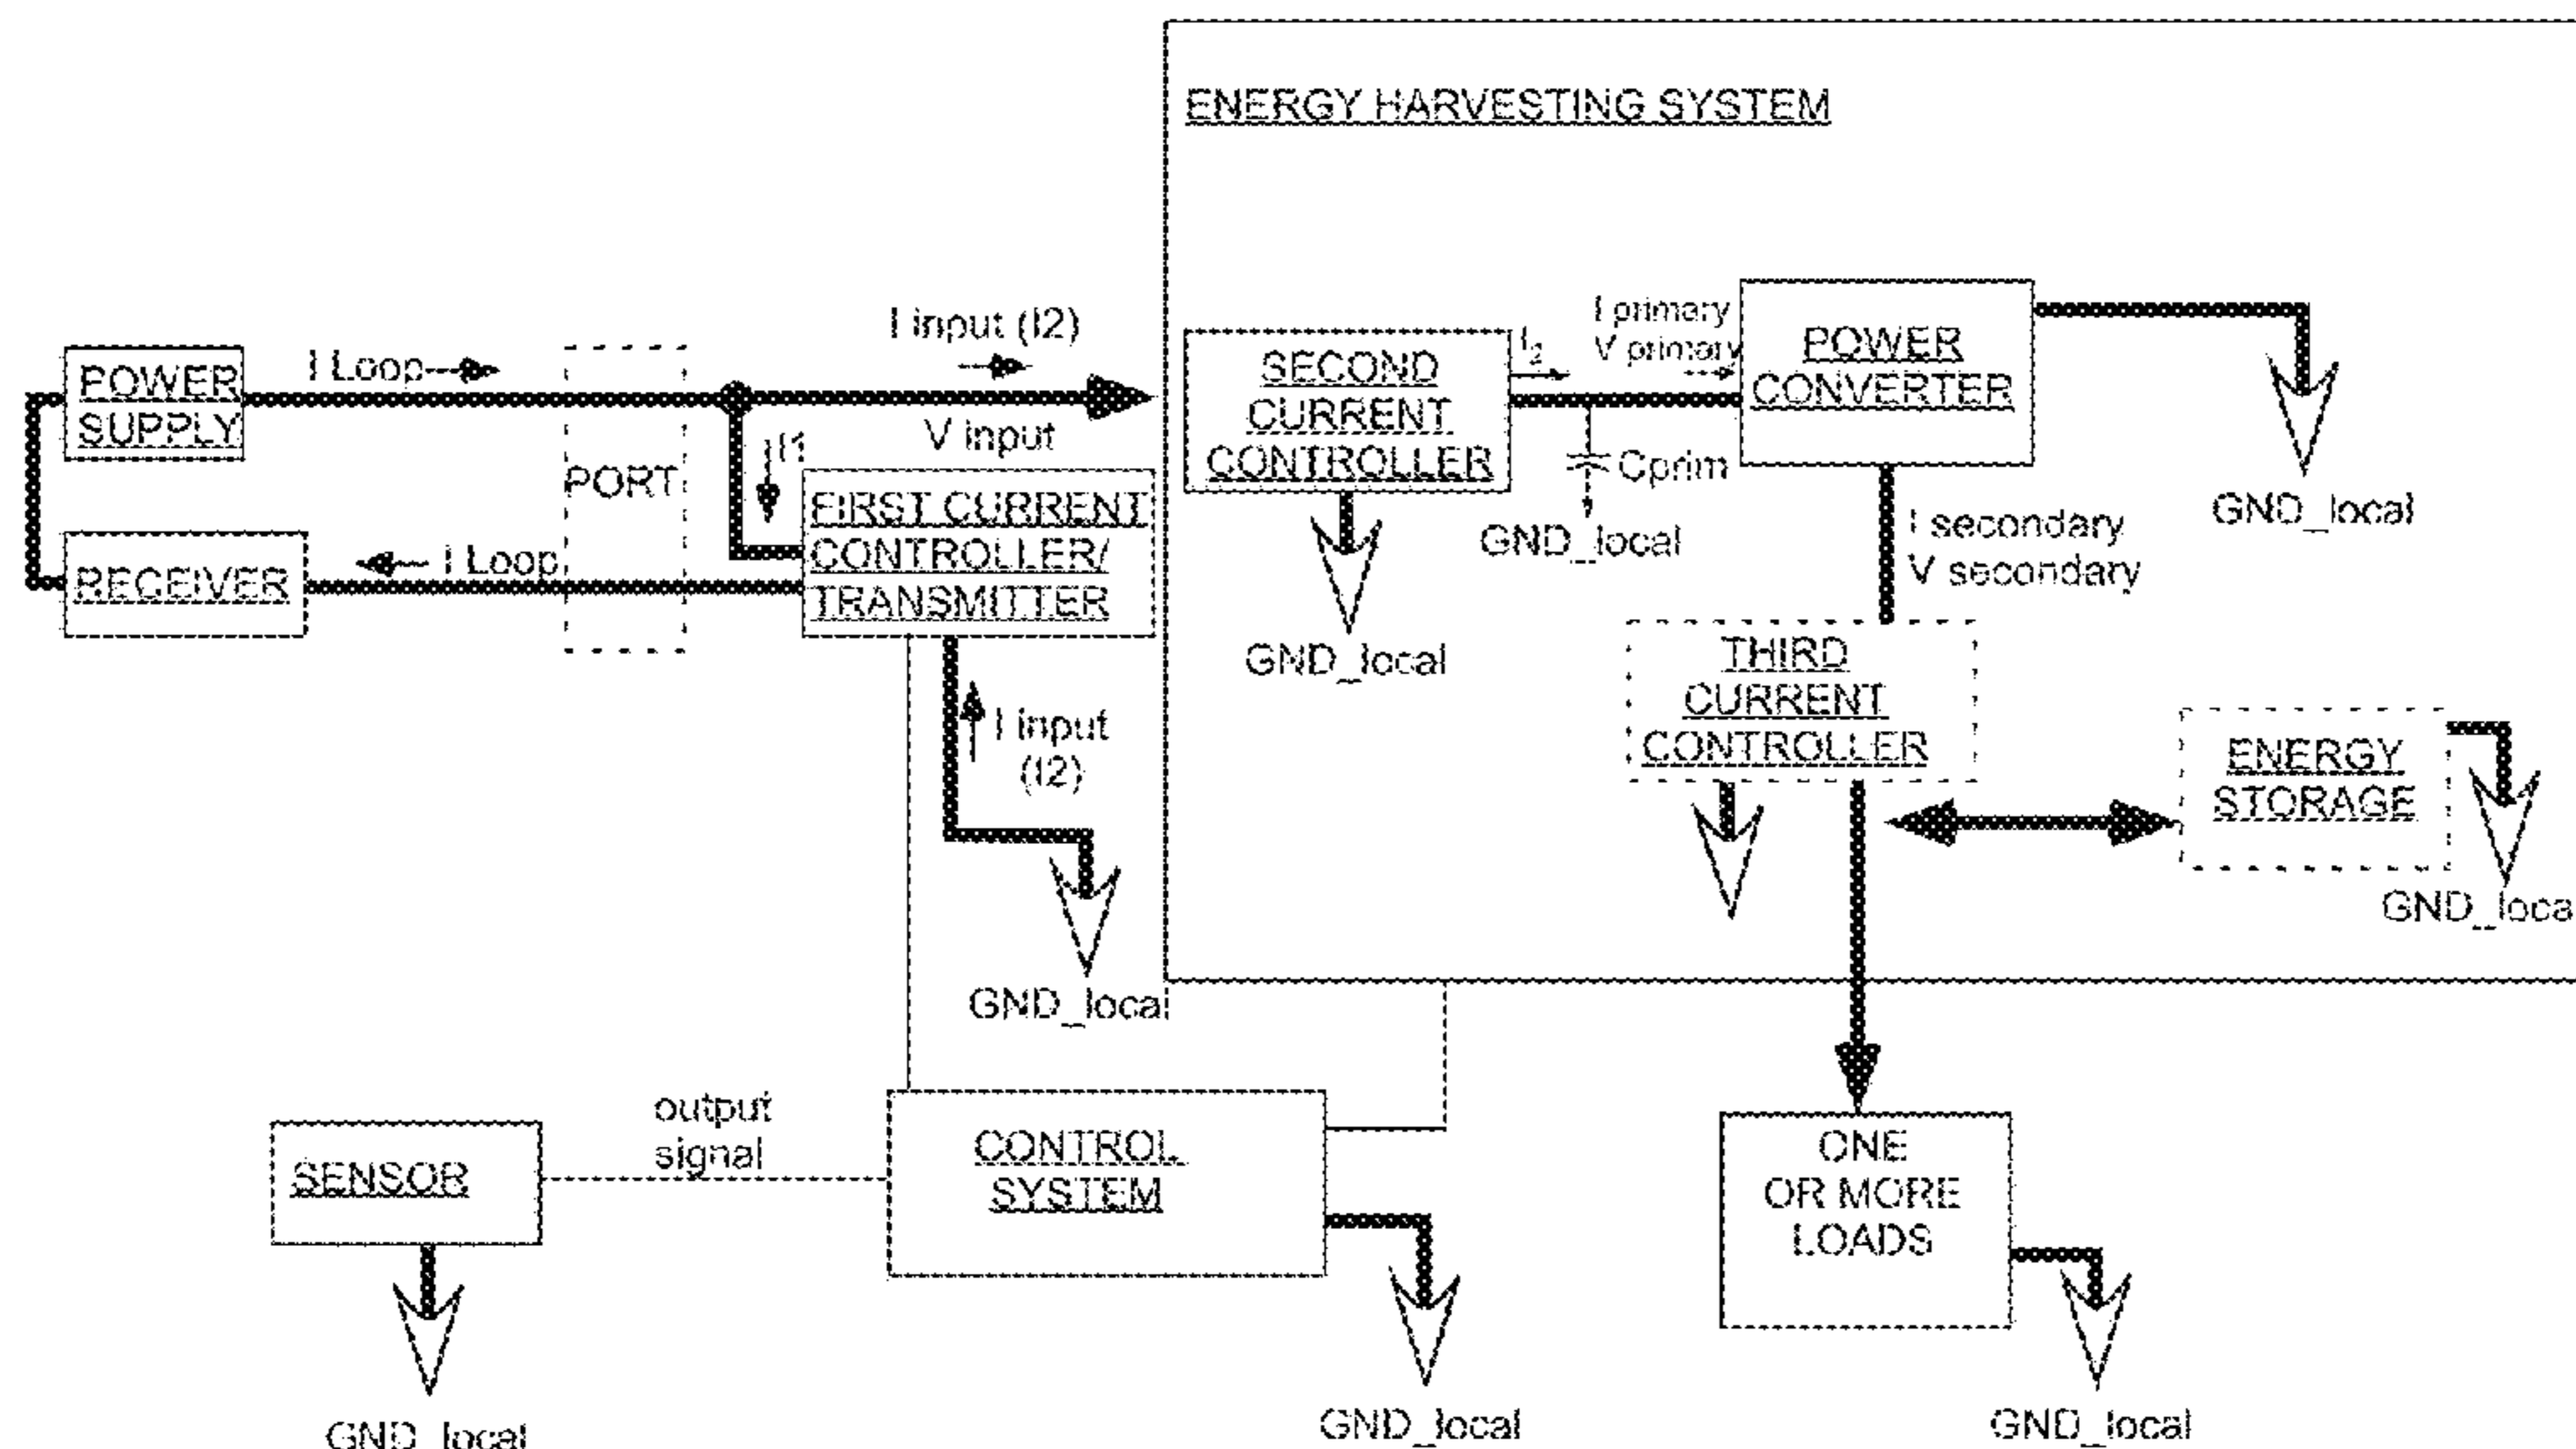 ENERGY HARVESTING SYSTEM
I input (I2)
V input
I Loop
POWER
SUPPLY
PORT
I1
I Loop
RECEIVER
FIRST CURRENT
CONTROLLER/
TRANSMITTER
I input
(I2)
GND_local
SECOND
CURRENT
CONTROLLER
GND_local
I2
I primary
V primary
Cprim
GND_local
POWER
CONVERTER
GND_local
I secondary
V secondary
THIRD
CURRENT
CONTROLLER
ENERGY
STORAGE
GND_loca
SENSOR
output
signal
GND_local
CONTROL
SYSTEM
GND_local
ONE
OR MORE
LOADS
GND_local